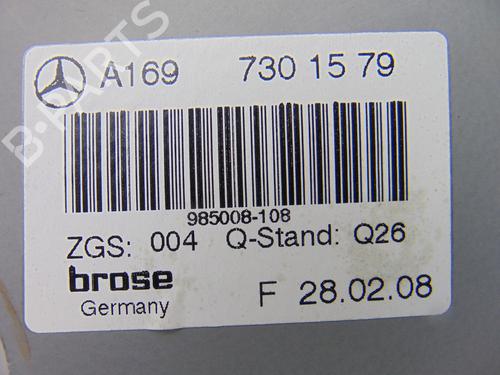 A169 730 15 79
985008-108
ZGS: 004 Q-Stand: Q26
brose
Germany
F 28.02.08
B-PARTS